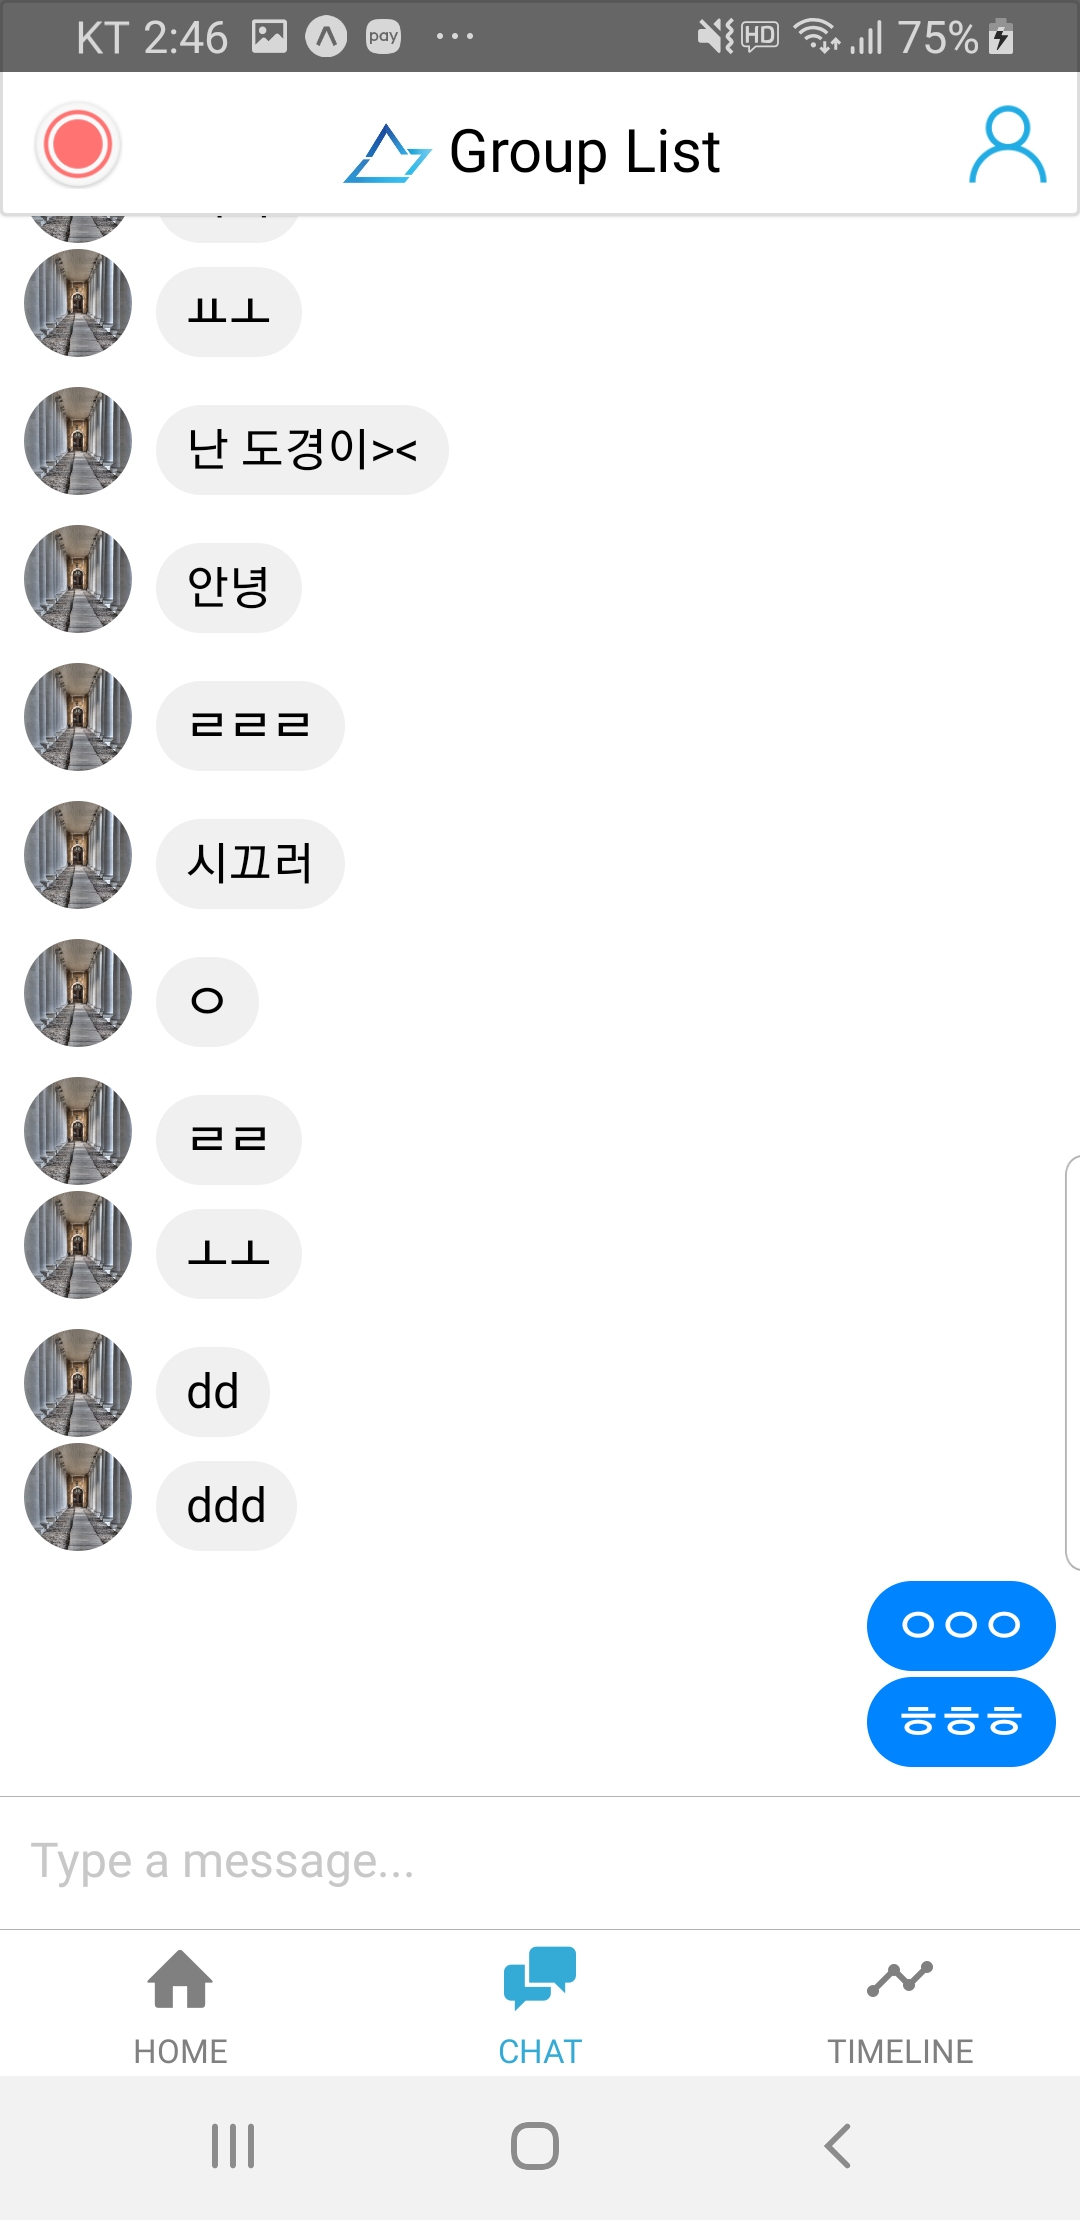 KT 2:46 pay ... HD 75%
Group List
ㅛㅗ
난 도경이><
안녕
ㄹㄹㄹ
시끄러
ㅇ
ㄹㄹ
ㅗㅗ
dd
ddd
ㅇㅇㅇ
ㅎㅎㅎ
Type a message...
HOME CHAT TIMELINE